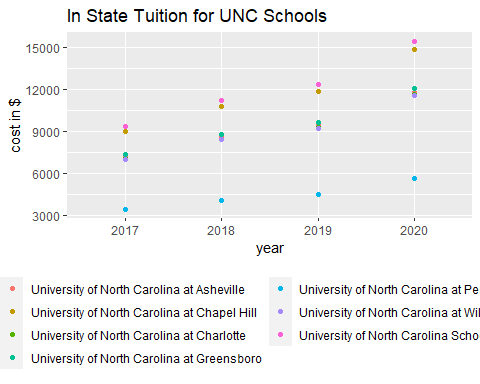 In State Tuition for UNC Schools
cost in $
15000
12000
9000
6000
3000
2017 2018 2019 2020
year
University of North Carolina at Asheville
University of North Carolina at Chapel Hill
University of North Carolina at Charlotte
University of North Carolina at Greensboro
University of North Carolina at Pe
University of North Carolina at Wil
University of North Carolina Scho